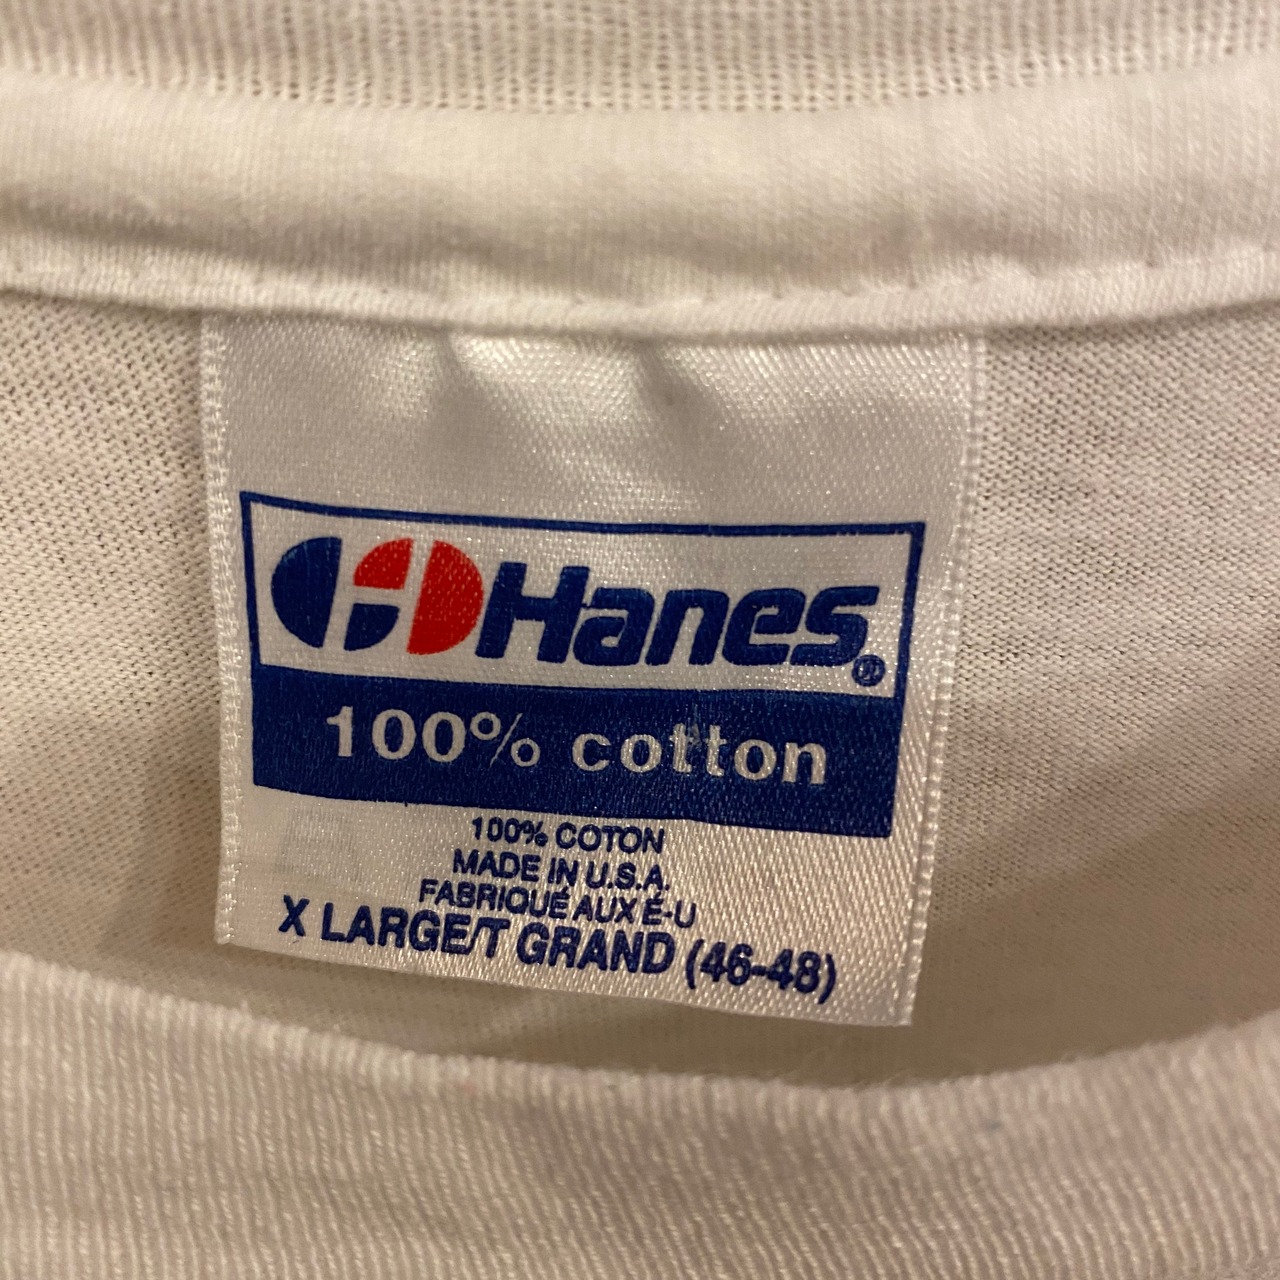 Hanes®
100% cotton
100% COTON
MADE IN U.S.A.
FABRIQUÉ AUX É-U
X LARGE/T GRAND (46-48)